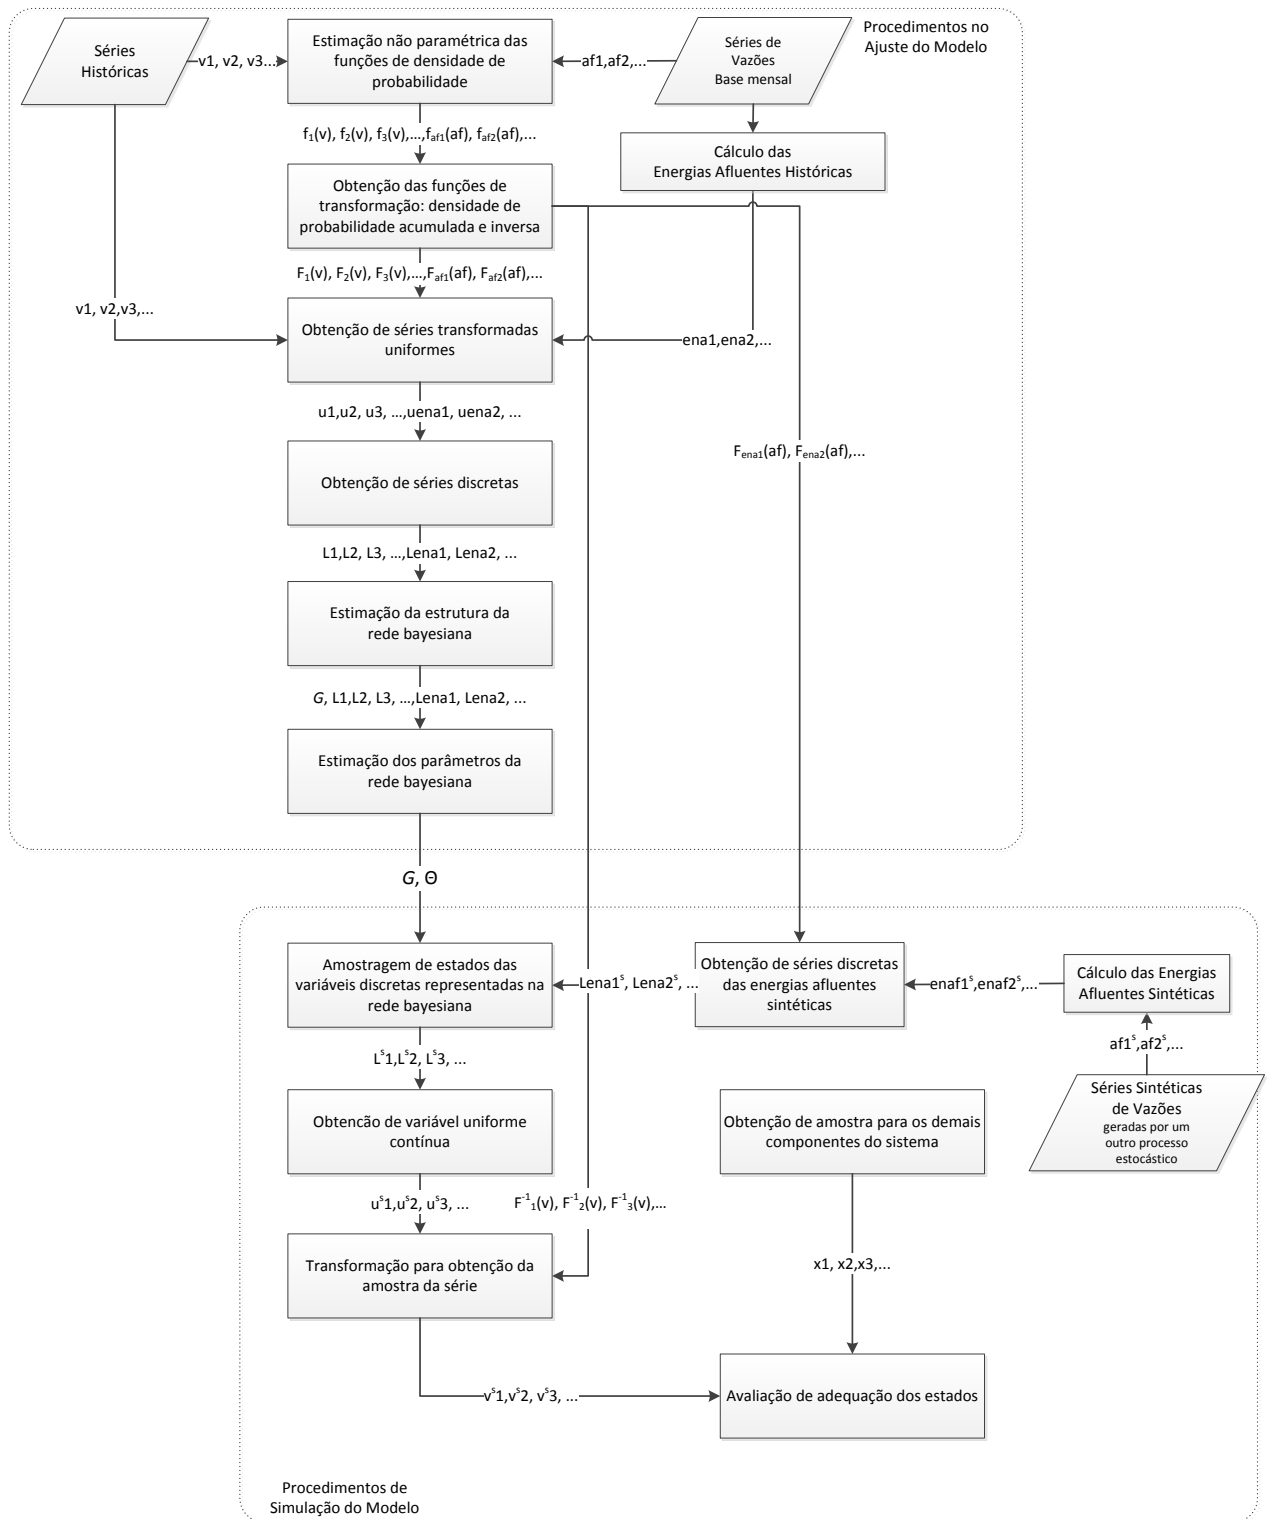 Procedimentos no
Ajuste do Modelo
Séries
Históricas
v1, v2, v3...
Estimação não paramétrica das
funções de densidade de
probabilidade
af1,af2,...
Séries de
Vazões
Base mensal
f₁(v), f₂(v), f₃(v),...,f_af1(af), f_af2(af),...
Cálculo das
Energias Afluentes Históricas
Obtenção das funções de
transformação: densidade de
probabilidade acumulada e inversa
F₁(v), F₂(v), F₃(v),...,F_af1(af), F_af2(af),...
v1, v2,v3,...
Obtenção de séries transformadas
uniformes
ena1,ena2,...
u1,u2, u3, ...,uena1, uena2, ...
F_ena1(af), F_ena2(af),...
Obtenção de séries discretas
L1,L2, L3, ...,Lena1, Lena2, ...
Estimação da estrutura da
rede bayesiana
G, L1,L2, L3, ...,Lena1, Lena2, ...
Estimação dos parâmetros da
rede bayesiana
G, Θ
Amostragem de estados das
variáveis discretas representadas na
rede bayesiana
Lena1ˢ, Lena2ˢ, ...
Obtenção de séries discretas
das energias afluentes
sintéticas
enaf1ˢ,enaf2ˢ,...
Cálculo das Energias
Afluentes Sintéticas
af1ˢ,af2ˢ,...
Lˢ1,Lˢ2, Lˢ3, ...
Séries Sintéticas
de Vazões
geradas por um
outro processo
estocástico
Obtencão de variável uniforme
contínua
Obtenção de amostra para os demais
componentes do sistema
uˢ1,uˢ2, uˢ3, ...
F⁻¹₁(v), F⁻¹₂(v), F⁻¹₃(v),...
Transformação para obtenção da
amostra da série
x1, x2,x3,...
vˢ1,vˢ2, vˢ3, ...
Avaliação de adequação dos estados
Procedimentos de
Simulação do Modelo